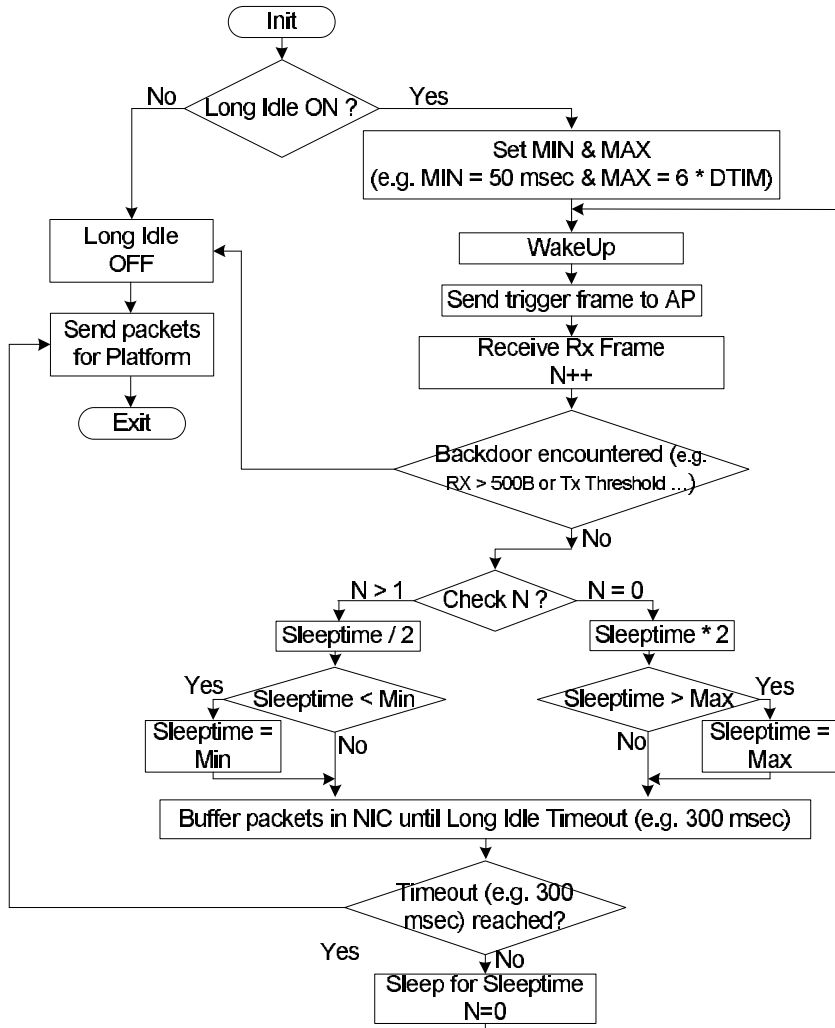 Init
Long Idle ON ?
No
Yes
Set MIN & MAX
(e.g. MIN = 50 msec & MAX = 6 * DTIM)
Long Idle
OFF
WakeUp
Send trigger frame to AP
Send packets
for Platform
Receive Rx Frame
N++
Exit
Backdoor encountered (e.g.
RX > 500B or Tx Threshold ...)
No
Check N ?
N > 1
N = 0
Sleeptime / 2
Sleeptime * 2
Yes
Sleeptime < Min
Sleeptime > Max
Yes
Sleeptime =
Min
No
No
Sleeptime =
Max
Buffer packets in NIC until Long Idle Timeout (e.g. 300 msec)
Timeout (e.g. 300
msec) reached?
Yes
No
Sleep for Sleeptime
N=0